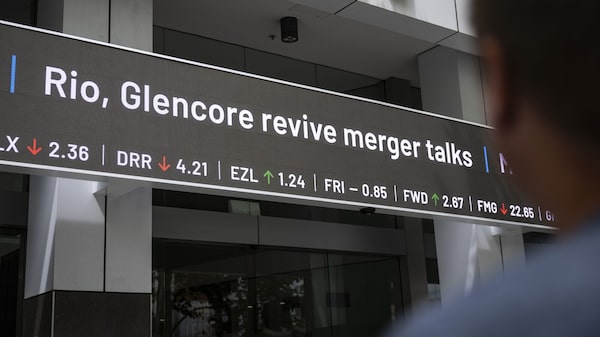 Rio, Glencore revive merger talks
LX ↓ 2.36 | DRR ↓ 4.21 | EZL ↑ 1.24 | FRI – 0.85 | FWD ↑ 2.67 | FMG ↓ 22.65 |